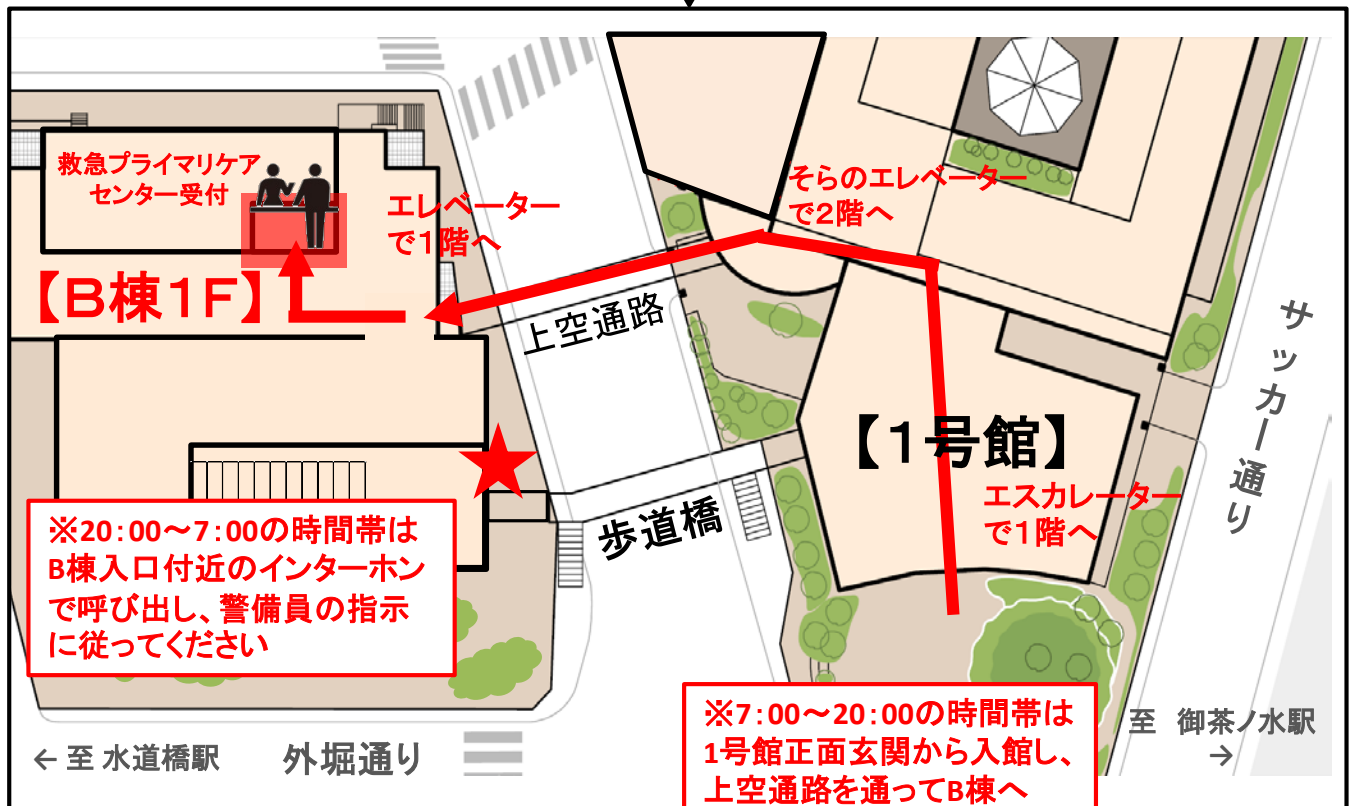 救急プライマリケア
センター受付
エレベーター
で1階へ
そらのエレベーター
で2階へ
【B棟1F】
上空通路
サッカー通り
【1号館】
エスカレーター
で1階へ
歩道橋
※20:00～7:00の時間帯は
B棟入口付近のインターホン
で呼び出し、警備員の指示
に従ってください
※7:00～20:00の時間帯は
1号館正面玄関から入館し、
上空通路を通ってB棟へ
至 御茶ノ水駅
→
← 至 水道橋駅
外堀通り